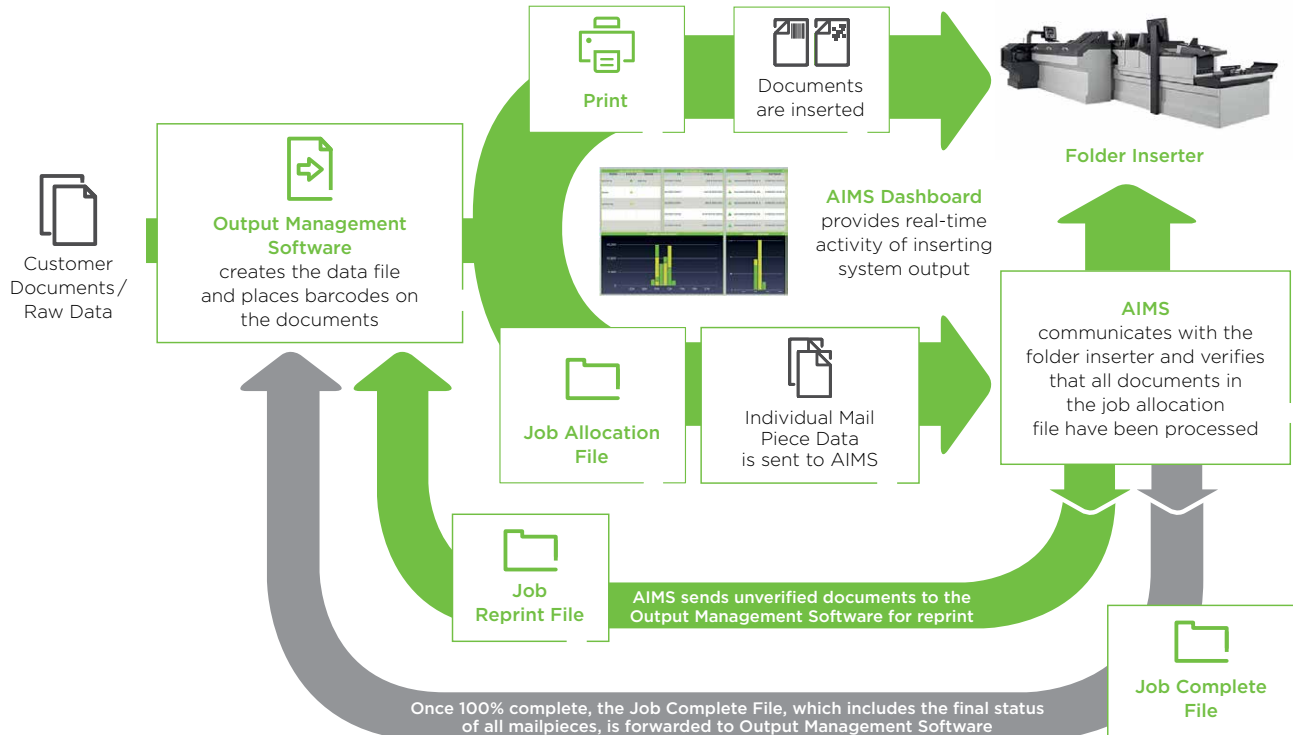 Print
Documents
are inserted
Folder Inserter
Customer
Documents/
Raw Data
Output Management
Software
creates the data file
and places barcodes on
the documents
AIMS Dashboard
provides real-time
activity of inserting
system output
Job Allocation
File
Individual Mail
Piece Data
is sent to AIMS
AIMS
communicates with the
folder inserter and verifies
that all documents in
the job allocation
file have been processed
Job
Reprint File
AIMS sends unverified documents to the
Output Management Software for reprint
Job Complete
File
Once 100% complete, the Job Complete File, which includes the final status
of all mailpieces, is forwarded to Output Management Software